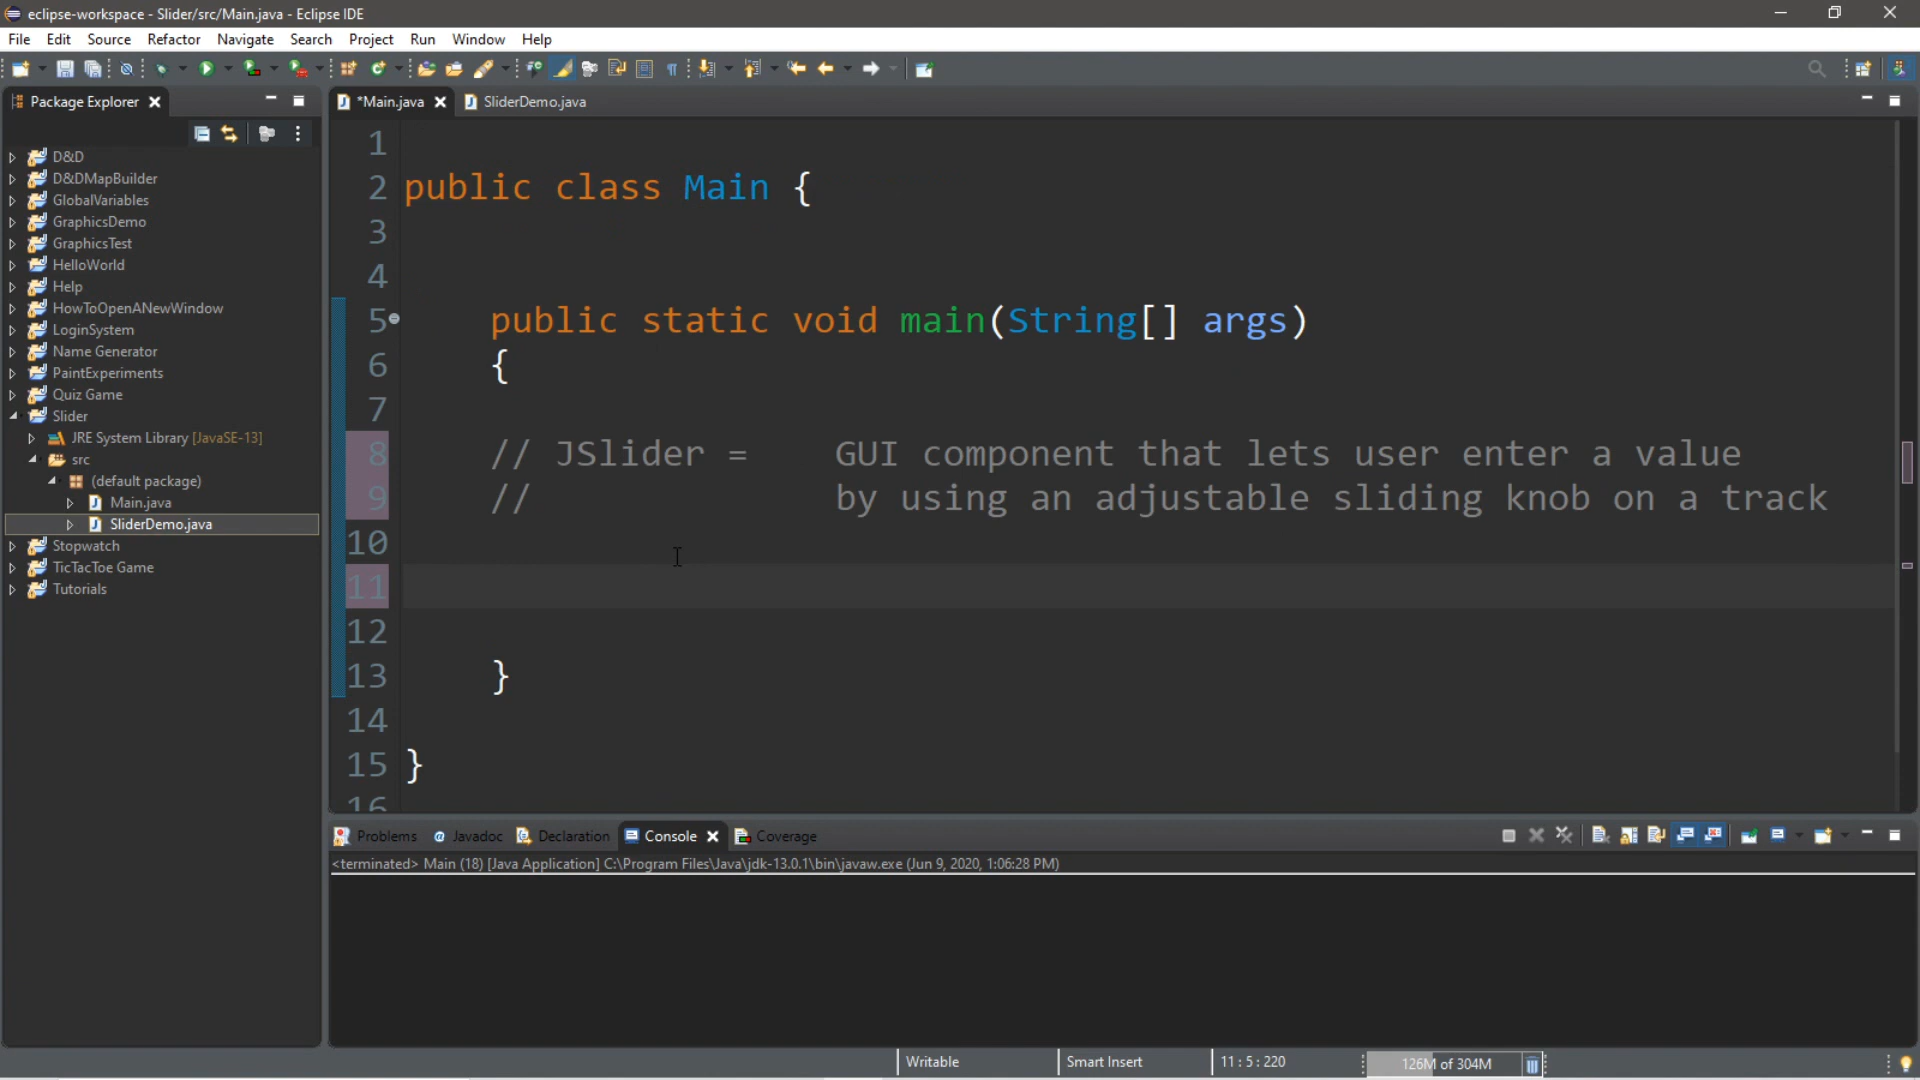 eclipse-workspace - Slider/src/Main.java - Eclipse IDE
File Edit Source Refactor Navigate Search Project Run Window Help
Package Explorer
*Main.java SliderDemo.java
D&D
D&DMapBuilder
GlobalVariables
GraphicsDemo
GraphicsTest
HelloWorld
Help
HowToOpenANewWindow
LoginSystem
Name Generator
PaintExperiments
Quiz Game
Slider
JRE System Library [JavaSE-13]
src
(default package)
Main.java
SliderDemo.java
Stopwatch
TicTacToe Game
Tutorials
1
2 public class Main {
3
4
5 public static void main(String[] args)
6 {
7
8 // JSlider = GUI component that lets user enter a value
9 // by using an adjustable sliding knob on a track
10
11
12
13 }
14
15 }
16
Problems @ Javadoc Declaration Console Coverage
<terminated> Main (18) [Java Application] C:\Program Files\Java\jdk-13.0.1\bin\javaw.exe (Jun 9, 2020, 1:06:28 PM)
Writable Smart Insert 11 : 5 : 220 126M of 304M